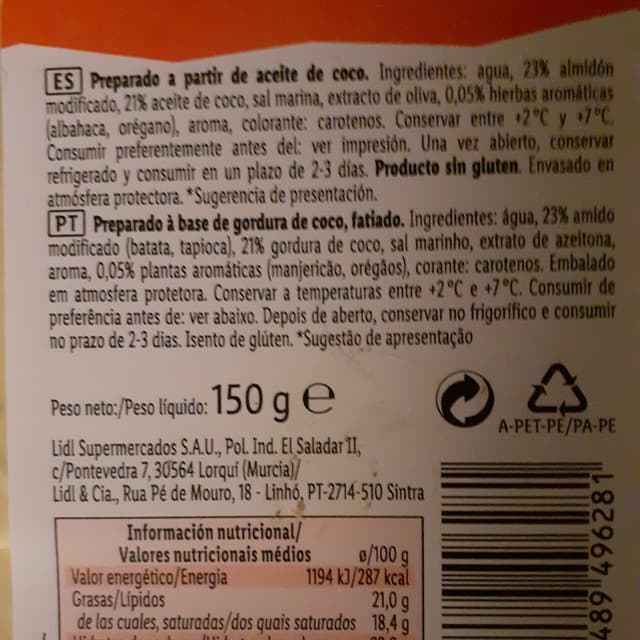 ES Preparado a partir de aceite de coco. Ingredientes: agua, 23% almidón
modificado, 21% aceite de coco, sal marina, extracto de oliva, 0,05% hierbas aromáticas
(albahaca, orégano), aroma, colorante: carotenos. Conservar entre +2°C y +7°C.
Consumir preferentemente antes del: ver impresión. Una vez abierto, conservar
refrigerado y consumir en un plazo de 2-3 días. Producto sin gluten. Envasado en
atmósfera protectora. *Sugerencia de presentación.
PT Preparado à base de gordura de coco, fatiado. Ingredientes: água, 23% amido
modificado (batata, tapioca), 21% gordura de coco, sal marinho, extrato de azeitona,
aroma, 0,05% plantas aromáticas (manjericão, orégãos), corante: carotenos. Embalado
em atmosfera protetora. Conservar a temperaturas entre +2°C e +7°C. Consumir de
preferência antes de: ver abaixo. Depois de aberto, conservar no frigorífico e consumir
no prazo de 2-3 dias. Isento de glúten. *Sugestão de apresentação
Peso neto:/Peso líquido: 150 g e
A-PET-PE/PA-PE
Lidl Supermercados S.A.U., Pol. Ind. El Saladar II,
c/Pontevedra 7, 30564 Lorquí (Murcia)/
Lidl & Cia., Rua Pé de Mouro, 18 - Linhó, PT-2714-510 Sintra
Información nutricional/
Valores nutricionais médios ø/100 g
Valor energético/Energia 1194 kJ/287 kcal
Grasas/Lípidos 21,0 g
de las cuales, saturadas/dos quais saturados 18,4 g
489 496281